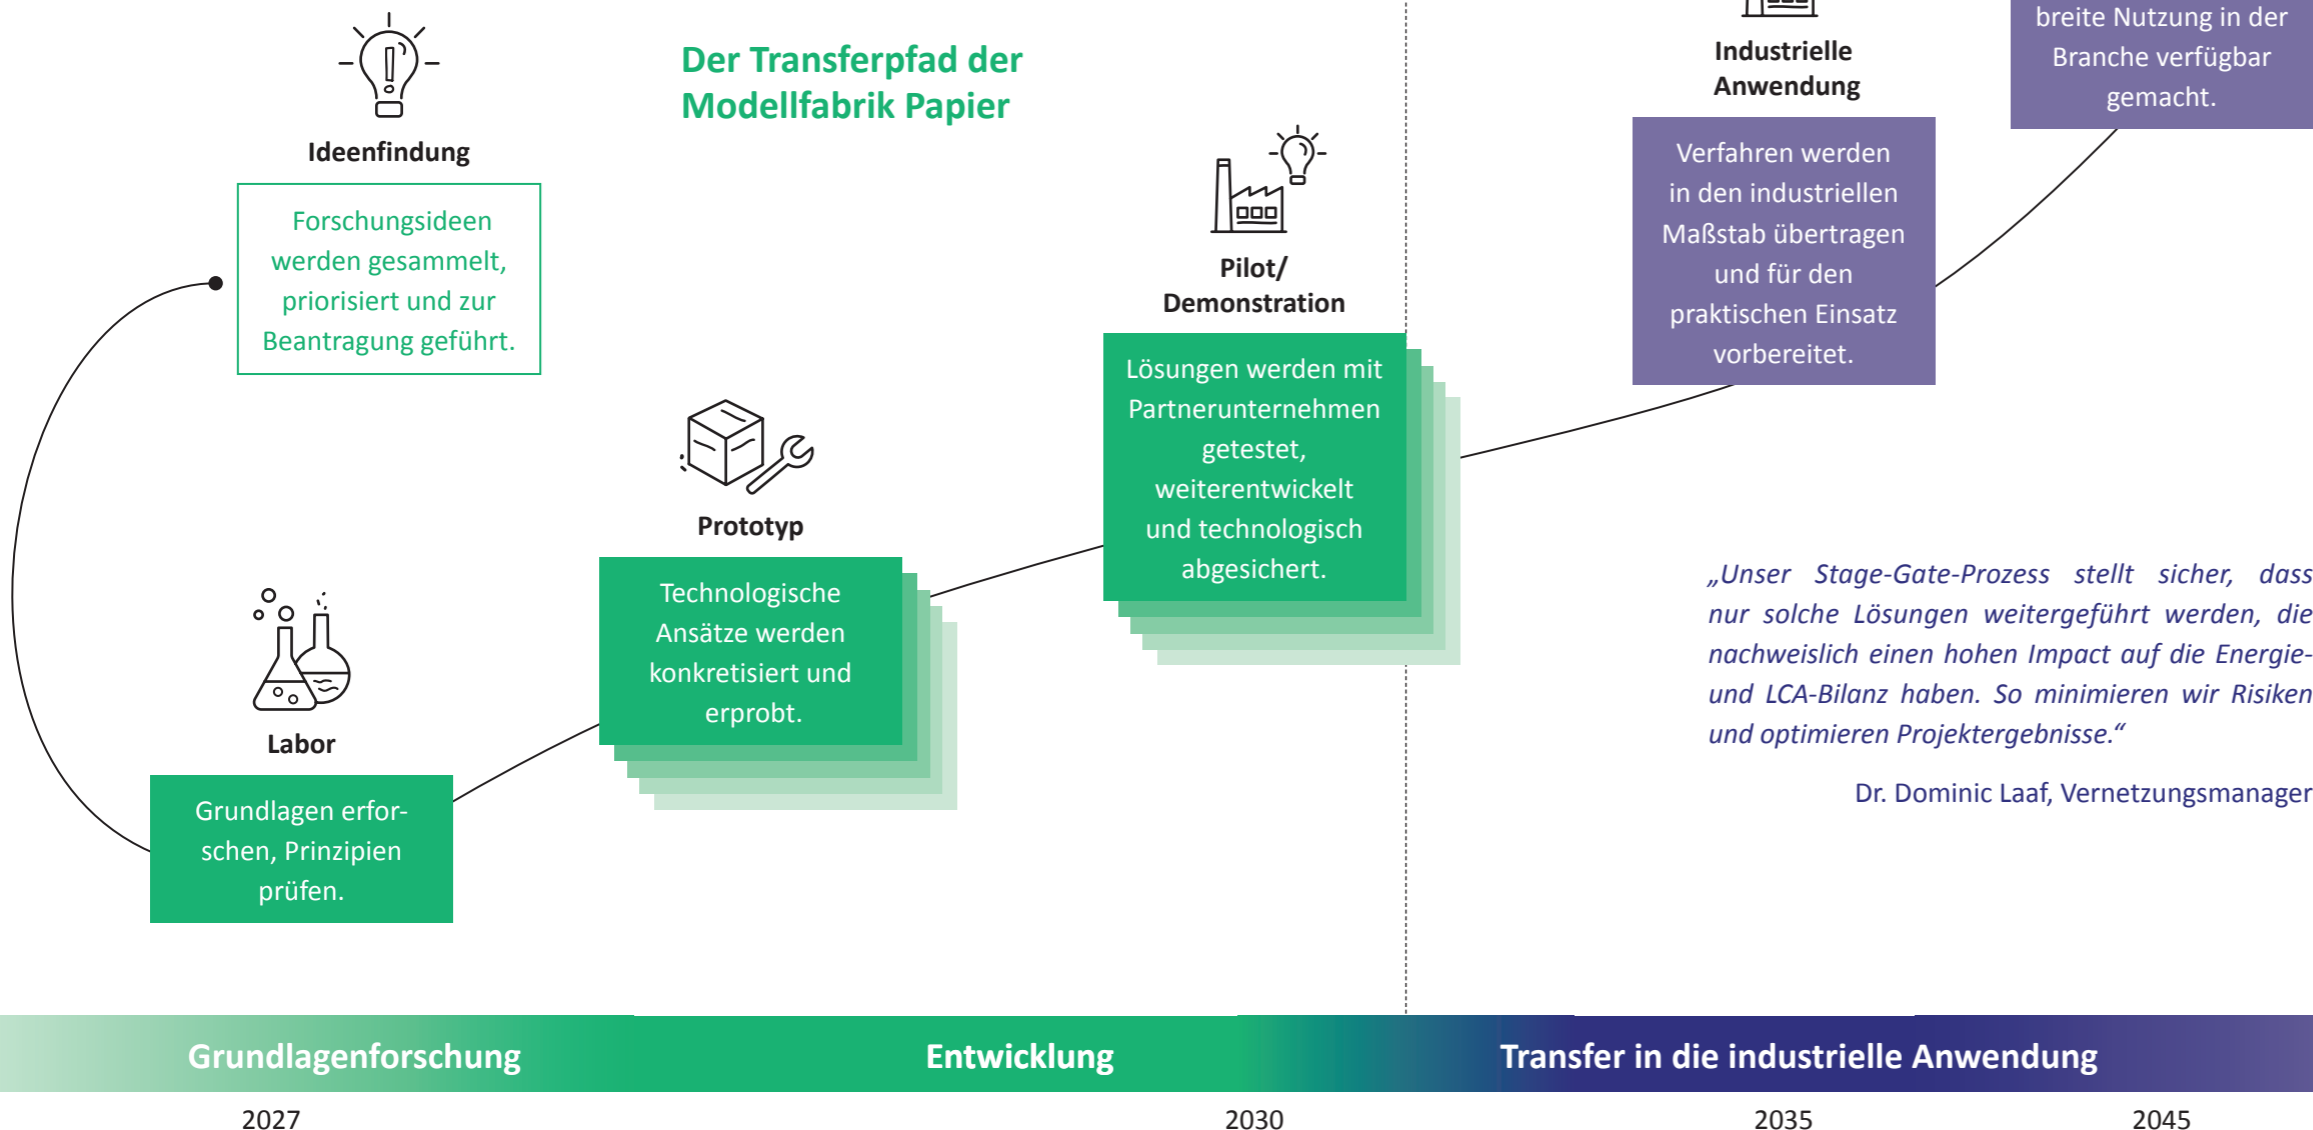 Der Transferpfad der
Modellfabrik Papier
Ideenfindung
Forschungsideen
werden gesammelt,
priorisiert und zur
Beantragung geführt.
Labor
Grundlagen erfor-
schen, Prinzipien
prüfen.
Prototyp
Technologische
Ansätze werden
konkretisiert und
erprobt.
Pilot/
Demonstration
Lösungen werden mit
Partnerunternehmen
getestet,
weiterentwickelt
und technologisch
abgesichert.
Industrielle
Anwendung
Verfahren werden
in den industriellen
Maßstab übertragen
und für den
praktischen Einsatz
vorbereitet.
breite Nutzung in der
Branche verfügbar
gemacht.
„Unser Stage-Gate-Prozess stellt sicher, dass
nur solche Lösungen weitergeführt werden, die
nachweislich einen hohen Impact auf die Energie-
und LCA-Bilanz haben. So minimieren wir Risiken
und optimieren Projektergebnisse.“
Dr. Dominic Laaf, Vernetzungsmanager
Grundlagenforschung
Entwicklung
Transfer in die industrielle Anwendung
2027
2030
2035
2045